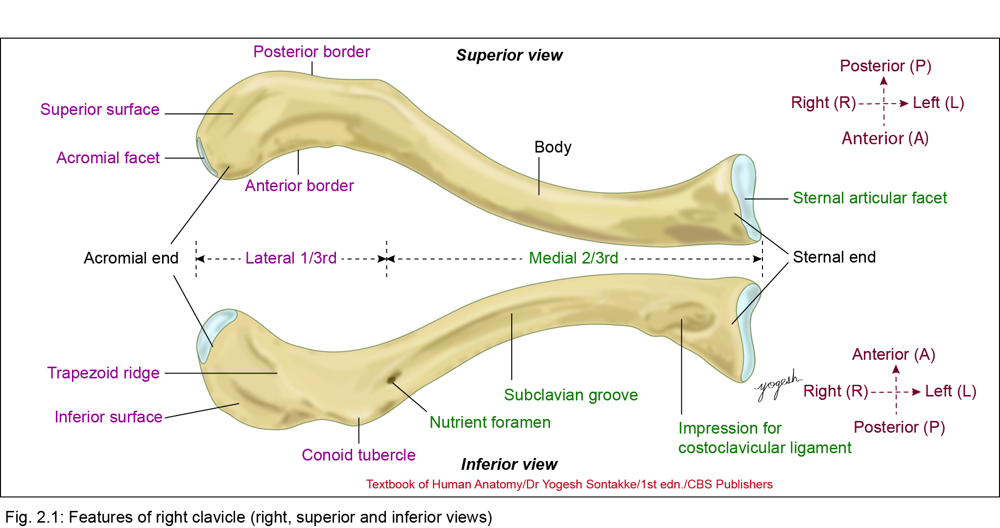 Posterior border
Superior view
Posterior (P)
Superior surface
Right (R)
Left (L)
Acromial facet
Anterior (A)
Body
Anterior border
Sternal articular facet
Acromial end
Lateral 1/3rd
Medial 2/3rd
Sternal end
Trapezoid ridge
Inferior surface
Conoid tubercle
Nutrient foramen
Subclavian groove
Impression for
costoclavicular ligament
yogesh
Anterior (A)
Right (R)
Left (L)
Posterior (P)
Inferior view
Textbook of Human Anatomy/Dr Yogesh Sontakke/1st edn./CBS Publishers
Fig. 2.1: Features of right clavicle (right, superior and inferior views)